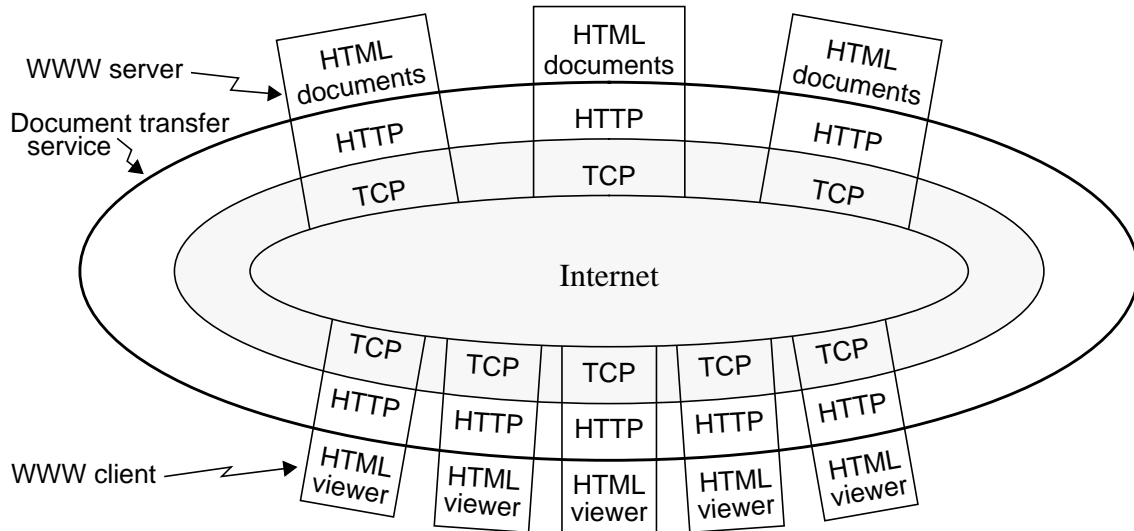 HTML
documents
HTML
documents
HTML
documents
WWW server
Document transfer
service
HTTP
HTTP
HTTP
TCP
TCP
TCP
Internet
TCP
TCP
TCP
TCP
TCP
HTTP
HTTP
HTTP
HTTP
HTTP
WWW client
HTML
viewer
HTML
viewer
HTML
viewer
HTML
viewer
HTML
viewer